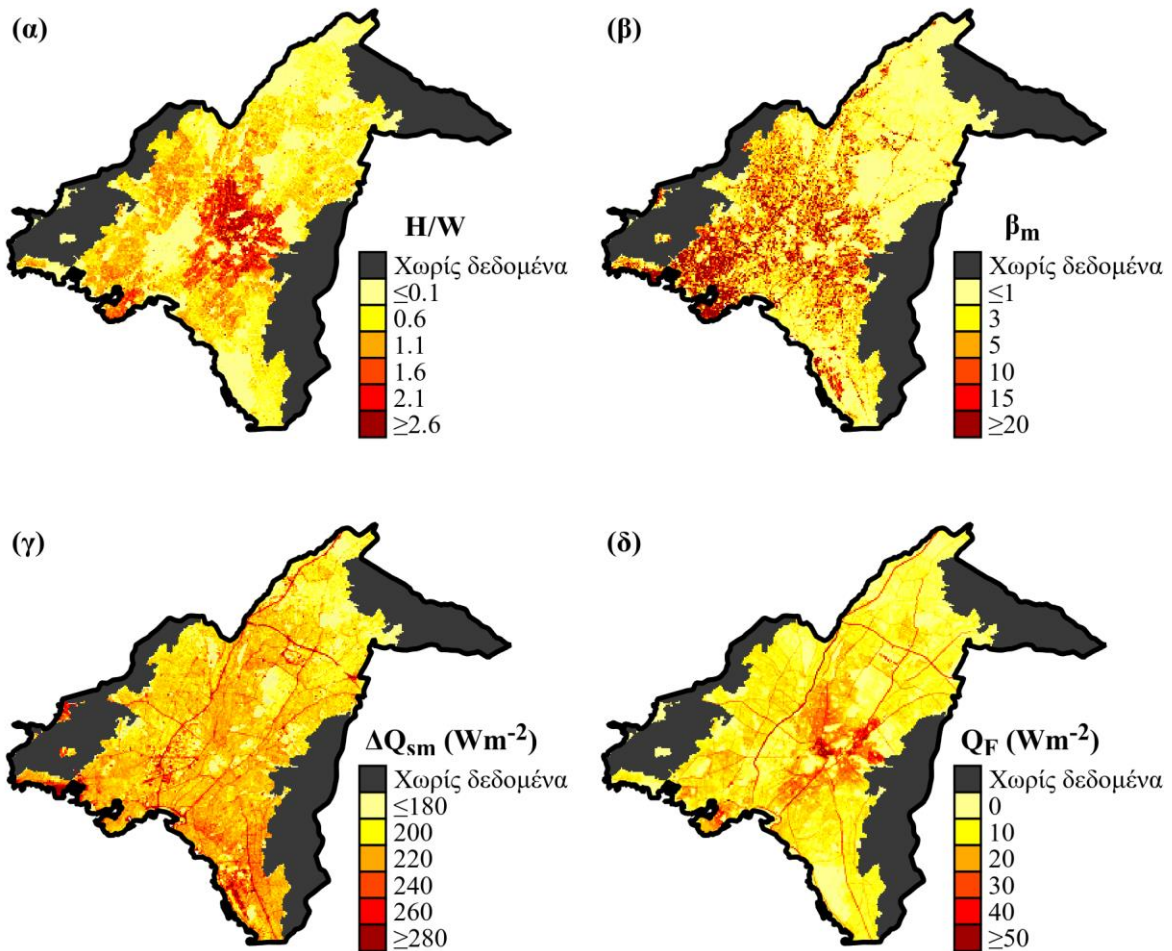 (α)
H/W
Χωρίς δεδομένα
≤0.1
0.6
1.1
1.6
2.1
≥2.6
(β)
βm
Χωρίς δεδομένα
≤1
3
5
10
15
≥20
(γ)
ΔQsm (Wm-2)
Χωρίς δεδομένα
≤180
200
220
240
260
≥280
(δ)
QF (Wm-2)
Χωρίς δεδομένα
0
10
20
30
40
≥50